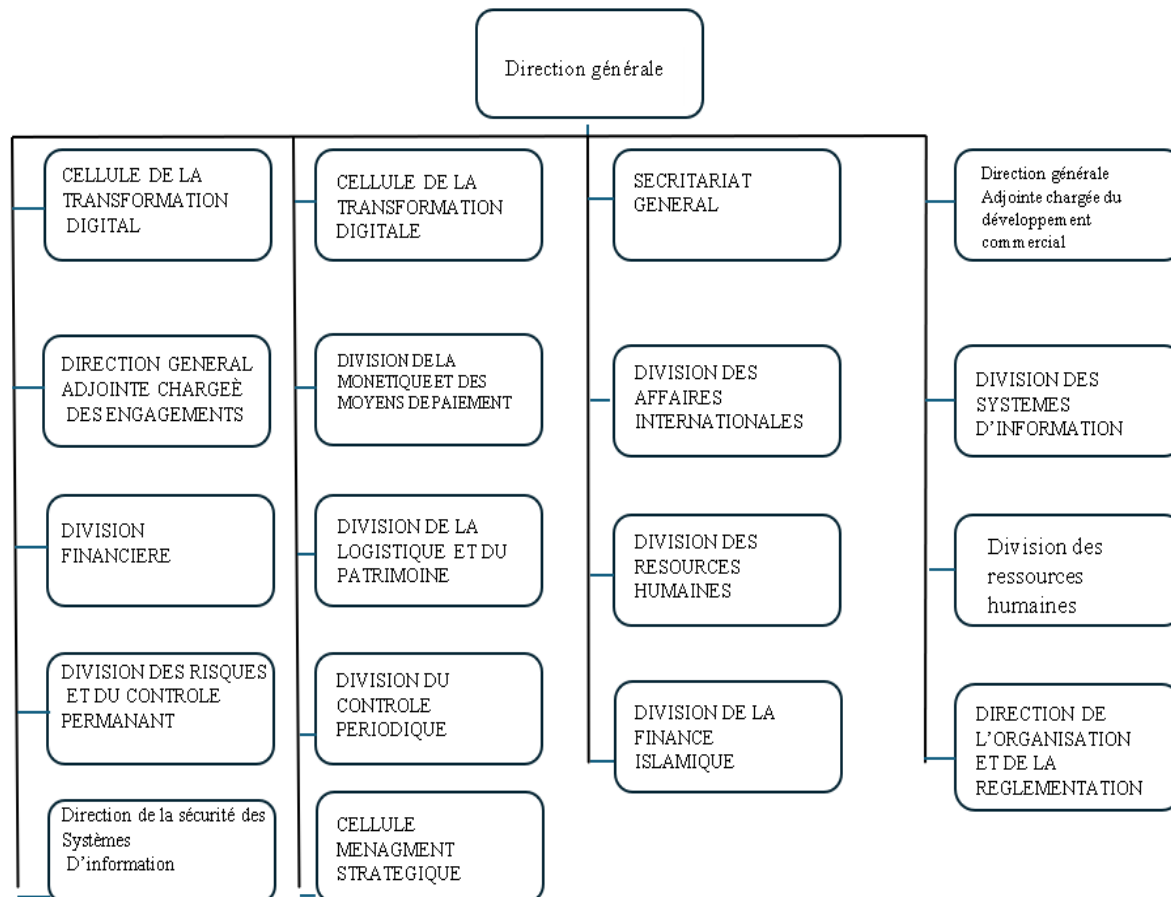 Direction générale
CELLULE DE LA
TRANSFORMATION
DIGITAL
CELLULE DE LA
TRANSFORMATION
DIGITALE
SECRITARIAT
GENERAL
Direction générale
Adjointe chargée du
développement
commercial
DIRECTION GENERAL
ADJOINTE CHARGEÈ
DES ENGAGEMENTS
DIVISION DE LA
MONETIQUE ET DES
MOYENS DE PAIEMENT
DIVISION DES
AFFAIRES
INTERNATIONALES
DIVISION DES
SYSTEMES
D’INFORMATION
DIVISION
FINANCIERE
DIVISION DE LA
LOGISTIQUE ET DU
PATRIMOINE
DIVISION DES
RESOURCES
HUMAINES
Division des
ressources
humaines
DIVISION DES RISQUES
ET DU CONTROLE
PERMANANT
DIVISION DU
CONTROLE
PERIODIQUE
DIVISION DE LA
FINANCE
ISLAMIQUE
DIRECTION DE
L’ORGANISATION
ET DE LA
REGLEMENTATION
Direction de la sécurité des
Systèmes
D’information
CELLULE
MENAGMENT
STRATEGIQUE